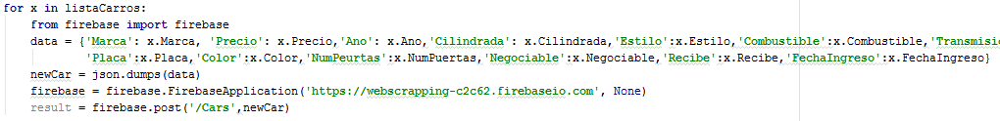 for x in listaCarros:
    from firebase import firebase
    data = {'Marca': x.Marca, 'Precio': x.Precio,'Ano': x.Ano,'Cilindrada': x.Cilindrada,'Estilo':x.Estilo,'Combustible':x.Combustible,'Transmisi
            'Placa':x.Placa,'Color':x.Color,'NumPeurtas':x.NumPuertas,'Negociable':x.Negociable,'Recibe':x.Recibe,'FechaIngreso':x.FechaIngreso}
    newCar = json.dumps(data)
    firebase = firebase.FirebaseApplication('https://webscrapping-c2c62.firebaseio.com', None)
    result = firebase.post('/Cars',newCar)